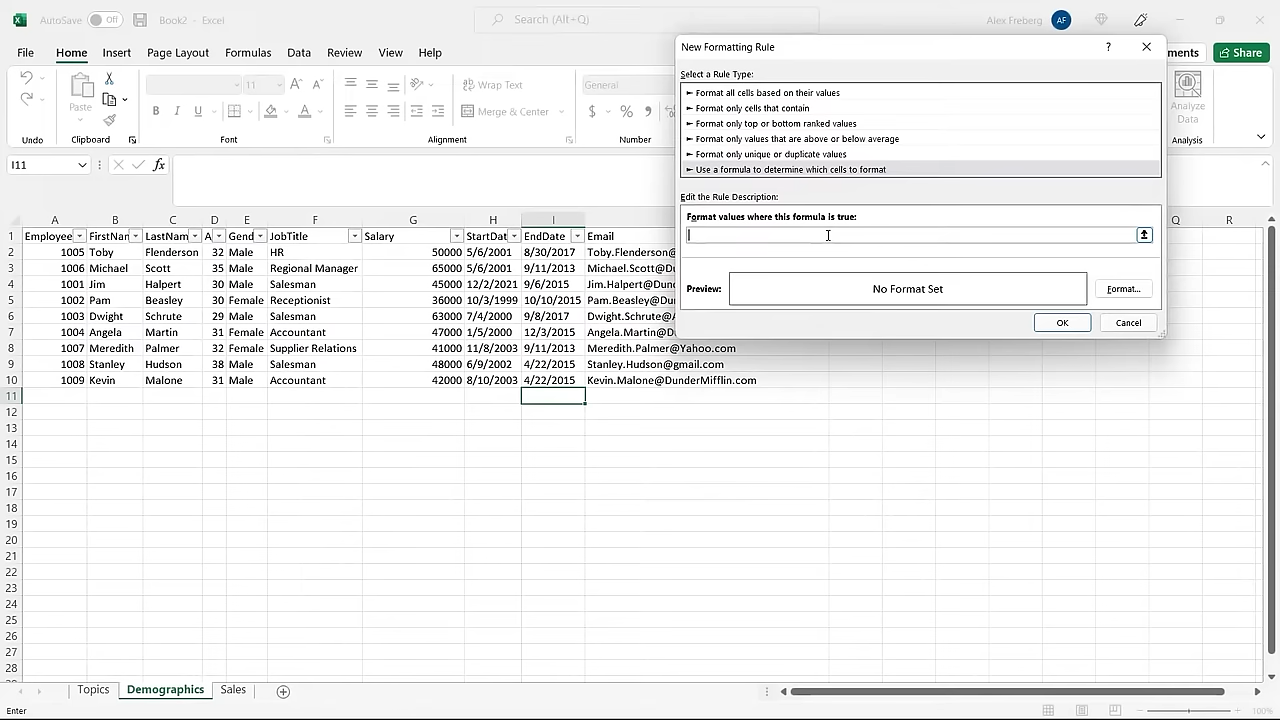 AutoSave Off Book2 - Excel Search (Alt+Q) Alex Freberg AF
File Home Insert Page Layout Formulas Data Review View Help ments Share
Undo
Paste
Clipboard
11 A A
B I U A
Font
Wrap Text
Merge & Center
Alignment
General
$ % 9
Number
Analyze
Data
Analysis
I11 fx
New Formatting Rule ?
Select a Rule Type:
► Format all cells based on their values
► Format only cells that contain
► Format only top or bottom ranked values
► Format only values that are above or below average
► Format only unique or duplicate values
► Use a formula to determine which cells to format
Edit the Rule Description:
Format values where this formula is true:
Preview: No Format Set Format...
OK Cancel
A B C D E F G H I Q R
1 Employee FirstNar LastNam A Gend JobTitle Salary StartDat EndDate Email
2 1005 Toby Flenderson 32 Male HR 50000 5/6/2001 8/30/2017 Toby.Flenderson@
3 1006 Michael Scott 35 Male Regional Manager 65000 5/6/2001 9/11/2013 Michael.Scott@Du
4 1001 Jim Halpert 30 Male Salesman 45000 12/2/2021 9/6/2015 Jim.Halpert@Dund
5 1002 Pam Beasley 30 Female Receptionist 36000 10/3/1999 10/10/2015 Pam.Beasley@Du
6 1003 Dwight Schrute 29 Male Salesman 63000 7/4/2000 9/8/2017 Dwight.Schrute@A
7 1004 Angela Martin 31 Female Accountant 47000 1/5/2000 12/3/2015 Angela.Martin@D
8 1007 Meredith Palmer 32 Female Supplier Relations 41000 11/8/2003 9/11/2013 Meredith.Palmer@Yahoo.com
9 1008 Stanley Hudson 38 Male Salesman 48000 6/9/2002 4/22/2015 Stanley.Hudson@gmail.com
10 1009 Kevin Malone 31 Male Accountant 42000 8/10/2003 4/22/2015 Kevin.Malone@DunderMifflin.com
11
12
13
14
15
16
17
18
19
20
21
22
23
24
25
26
27
28
Topics Demographics Sales
Enter 100%